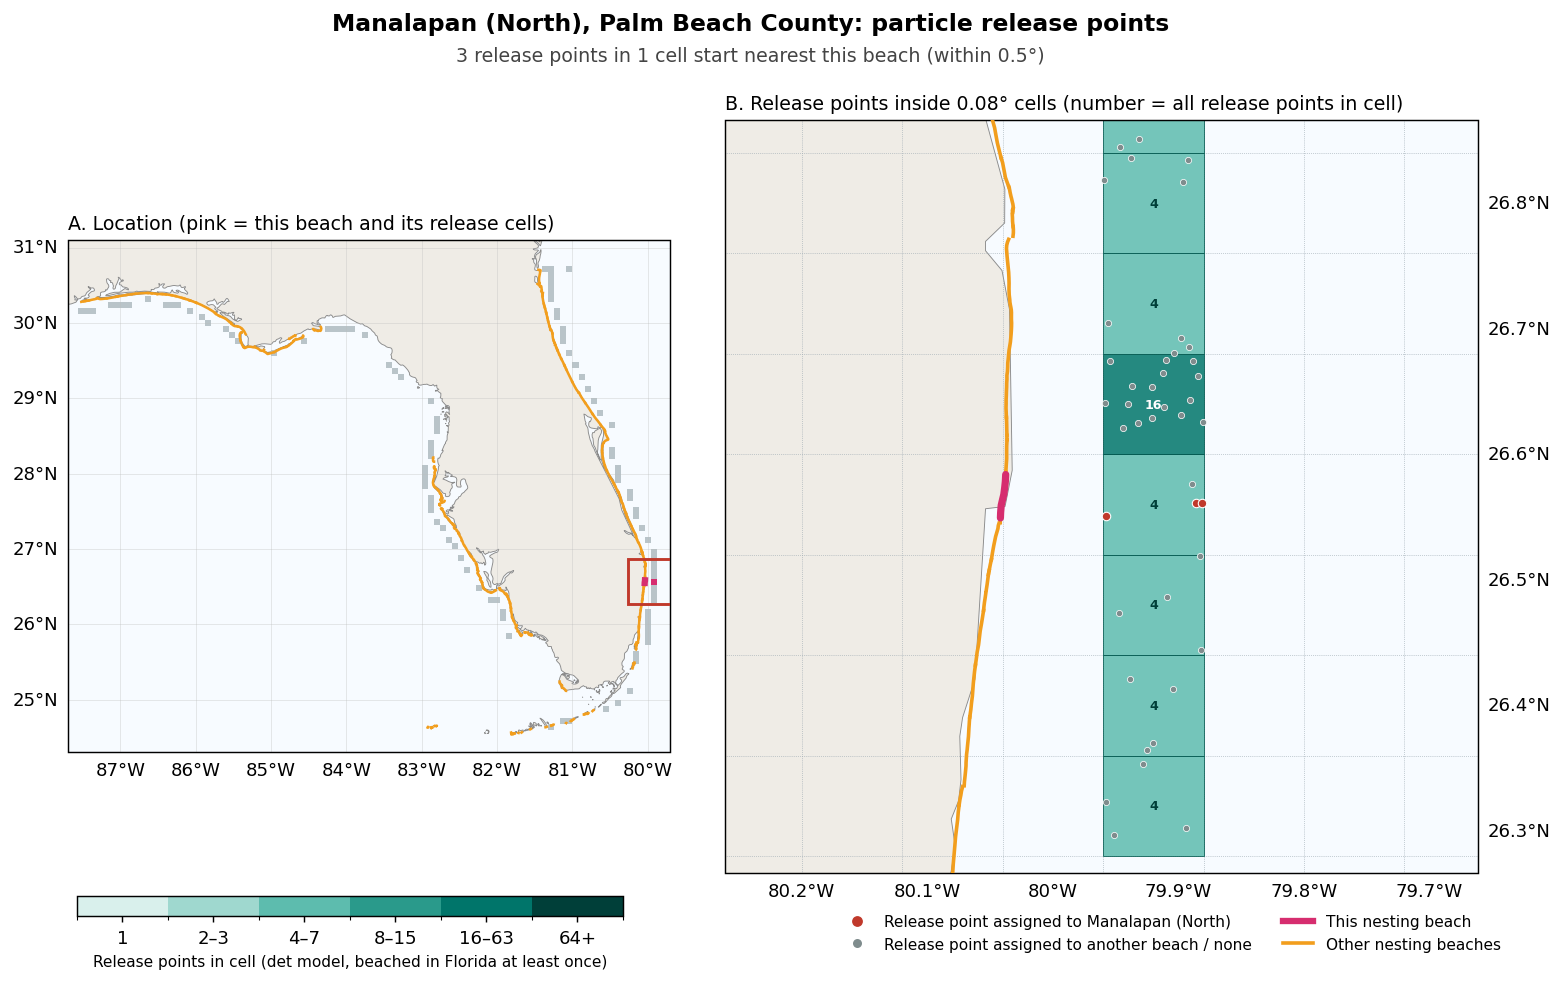 Manalapan (North), Palm Beach County: particle release points
3 release points in 1 cell start nearest this beach (within 0.5°)
A. Location (pink = this beach and its release cells)
31°N
30°N
29°N
28°N
27°N
26°N
25°N
87°W 86°W 85°W 84°W 83°W 82°W 81°W 80°W
1 2–3 4–7 8–15 16–63 64+
Release points in cell (det model, beached in Florida at least once)
B. Release points inside 0.08° cells (number = all release points in cell)
4
4
16
4
4
4
4
26.8°N
26.7°N
26.6°N
26.5°N
26.4°N
26.3°N
80.2°W 80.1°W 80°W 79.9°W 79.8°W 79.7°W
Release point assigned to Manalapan (North)
Release point assigned to another beach / none
This nesting beach
Other nesting beaches